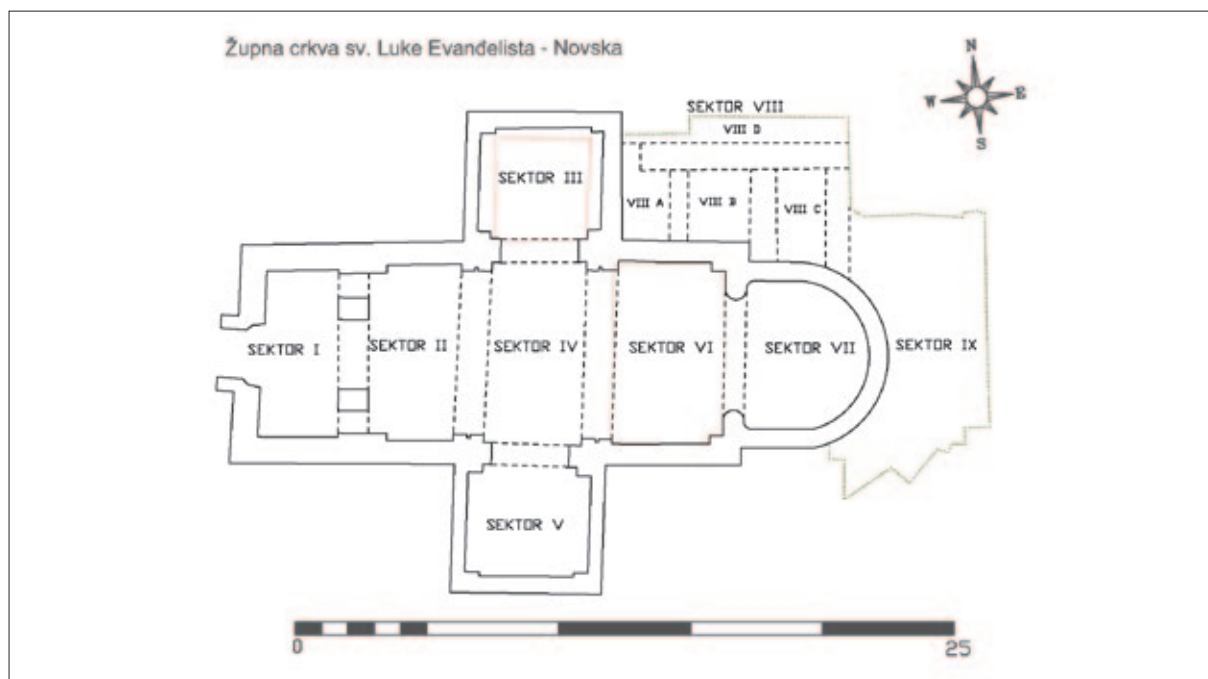 Župna crkva sv. Luke Evanđelista - Novska
N
W E
S
SEKTOR VIII
VIII D
SEKTOR III
VIII A VIII B VIII C
SEKTOR I SEKTOR II SEKTOR IV SEKTOR VI SEKTOR VII SEKTOR IX
SEKTOR V
0 25